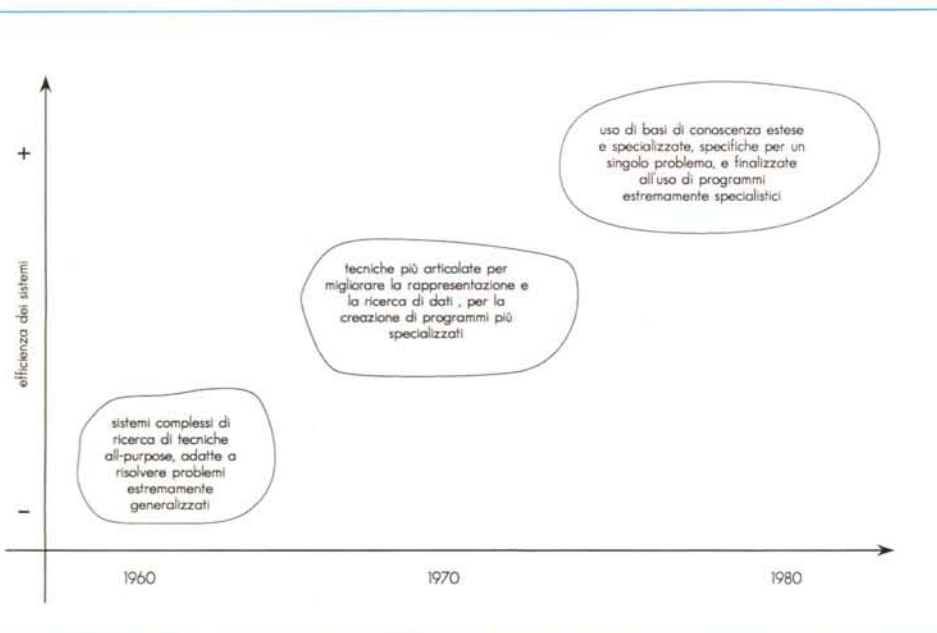 +
uso di basi di conoscenza estese
e specializzate, specifiche per un
singolo problema, e finalizzate
all'uso di programmi
estremamente specialistici
tecniche più articolate per
migliorare la rappresentazione e
la ricerca di dati , per la
creazione di programmi più
specializzati
efficienza dei sistemi
sistemi complessi di
ricerca di tecniche
all-purpose, adatte a
risolvere problemi
estremamente
generalizzati
-
1960
1970
1980